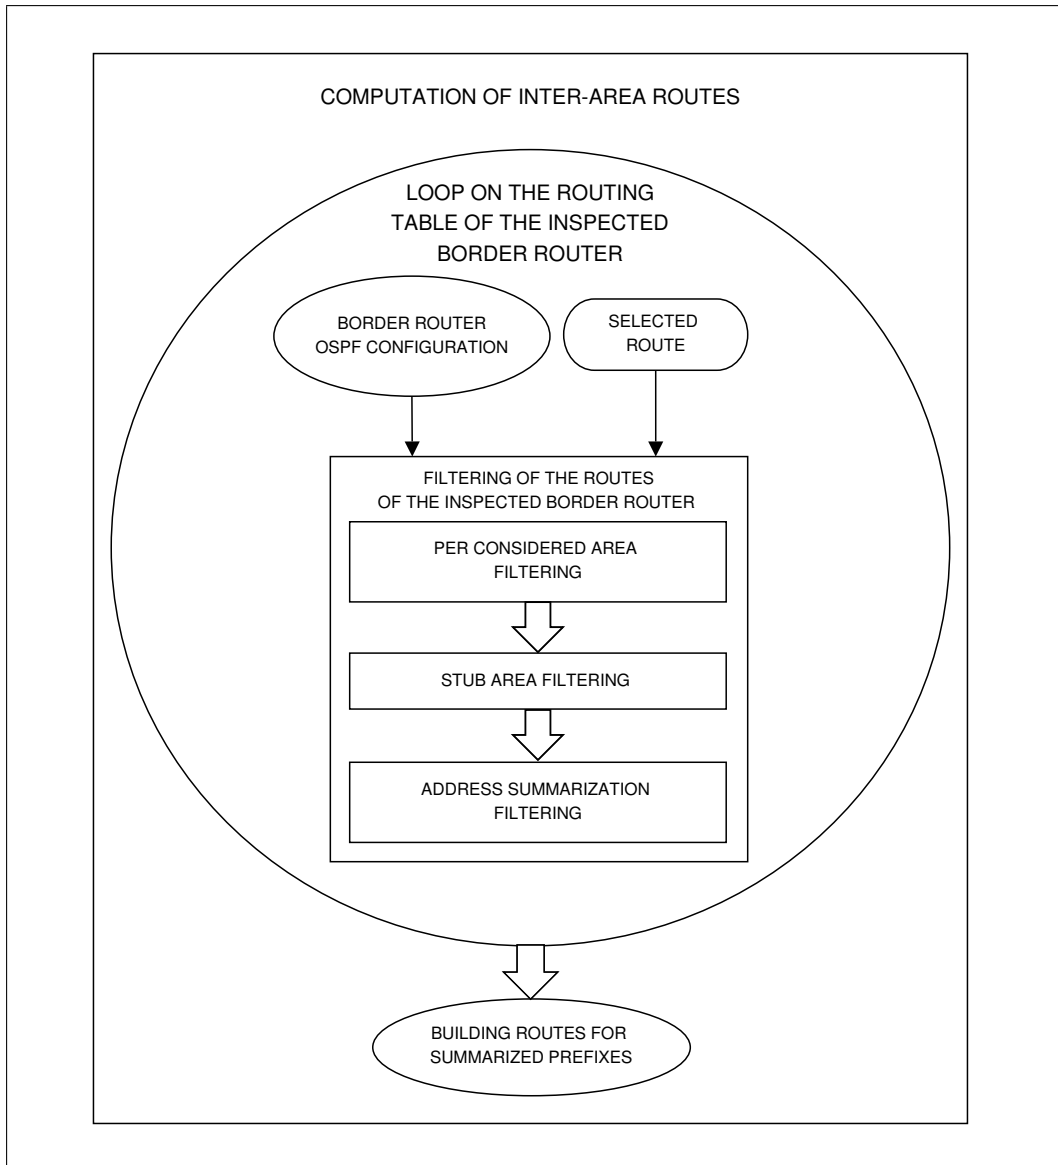 COMPUTATION OF INTER-AREA ROUTES
LOOP ON THE ROUTING
TABLE OF THE INSPECTED
BORDER ROUTER
BORDER ROUTER
OSPF CONFIGURATION
SELECTED
ROUTE
FILTERING OF THE ROUTES
OF THE INSPECTED BORDER ROUTER
PER CONSIDERED AREA
FILTERING
STUB AREA FILTERING
ADDRESS SUMMARIZATION
FILTERING
BUILDING ROUTES FOR
SUMMARIZED PREFIXES